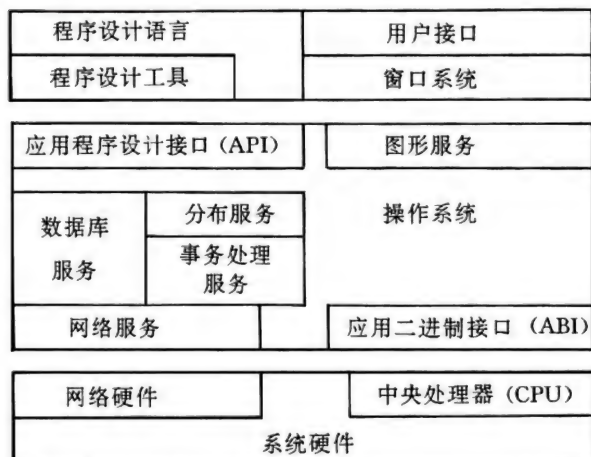 程序设计语言
用户接口
程序设计工具
窗口系统
应用程序设计接口 (API)
图形服务
数据库
服务
分布服务
事务处理
服务
操作系统
网络服务
应用二进制接口 (ABI)
网络硬件
中央处理器 (CPU)
系统硬件